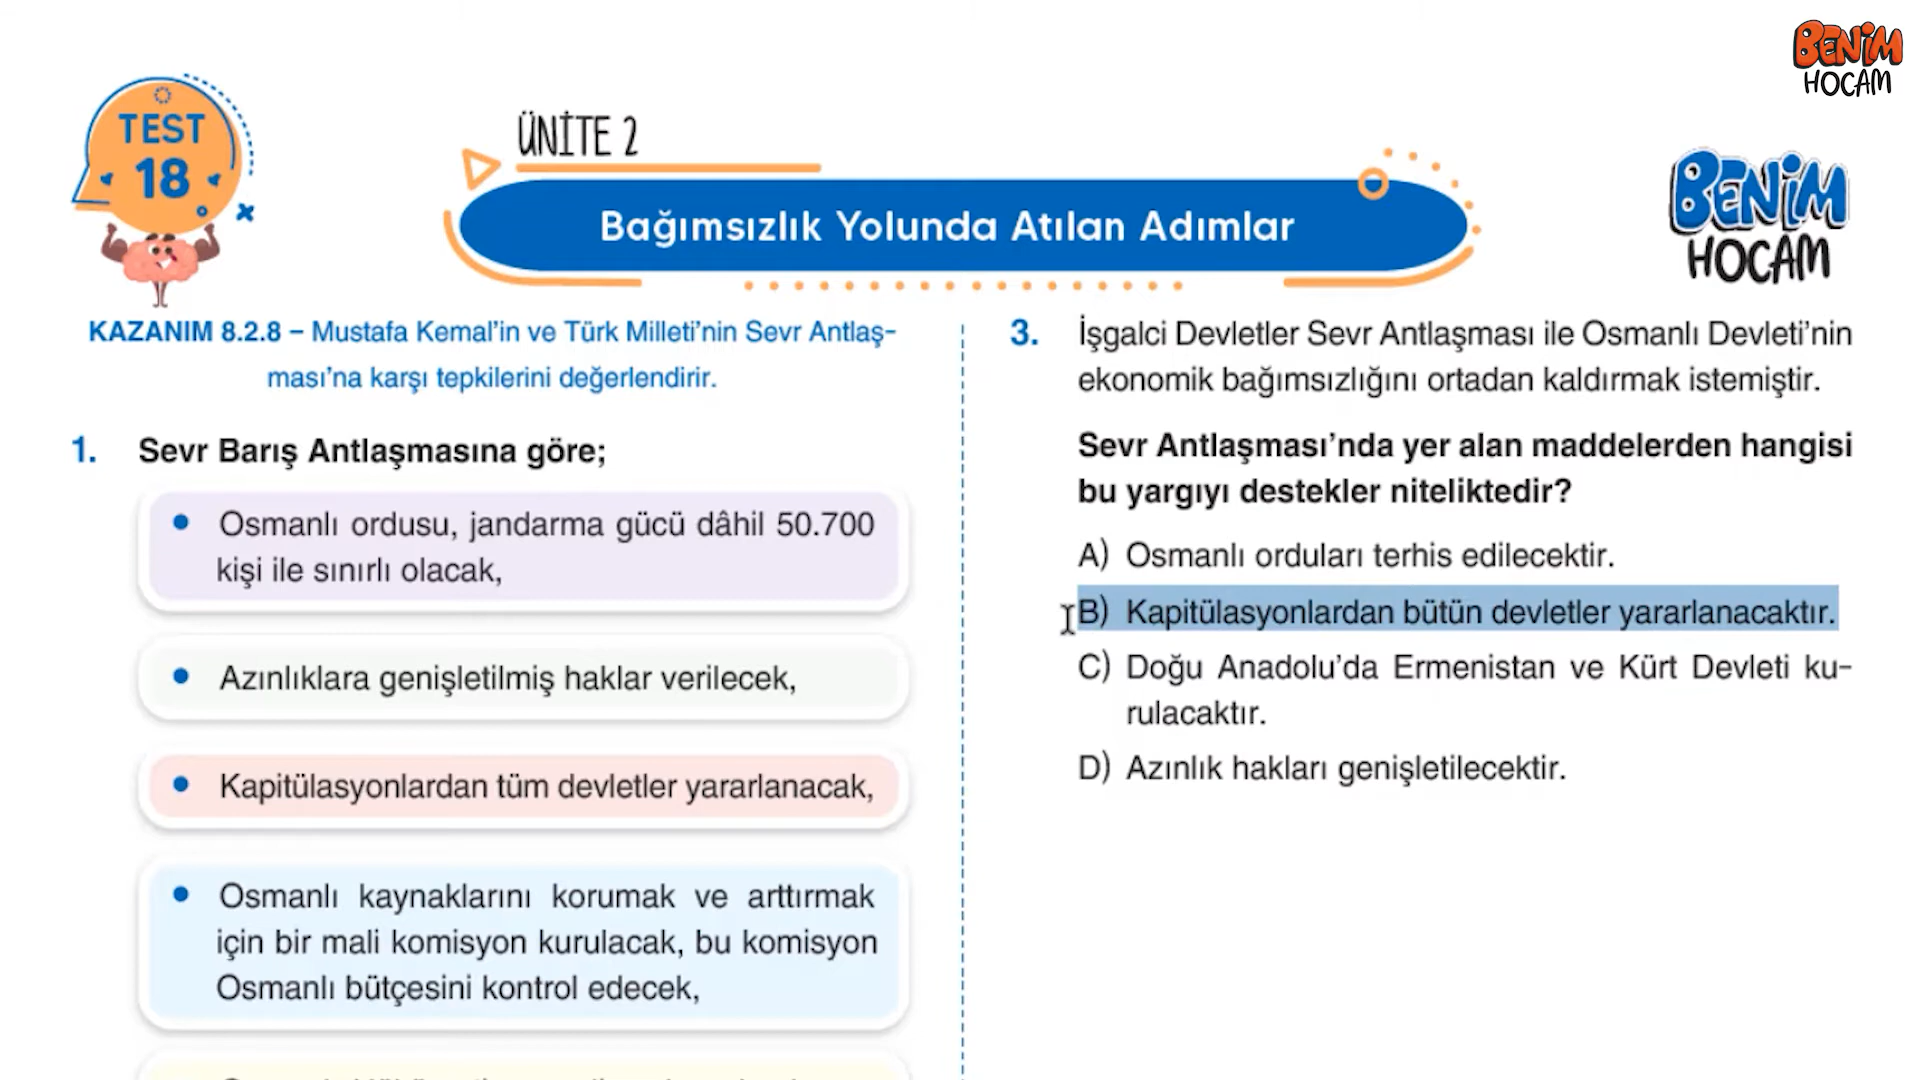 BENİM
HOCAM
TEST
18
ÜNİTE 2
Bağımsızlık Yolunda Atılan Adımlar
BENİM
HOCAM
KAZANIM 8.2.8 – Mustafa Kemal’in ve Türk Milleti’nin Sevr Antlaş-
ması’na karşı tepkilerini değerlendirir.
1. Sevr Barış Antlaşmasına göre;
• Osmanlı ordusu, jandarma gücü dâhil 50.700
kişi ile sınırlı olacak,
• Azınlıklara genişletilmiş haklar verilecek,
• Kapitülasyonlardan tüm devletler yararlanacak,
• Osmanlı kaynaklarını korumak ve arttırmak
için bir mali komisyon kurulacak, bu komisyon
Osmanlı bütçesini kontrol edecek,
3. İşgalci Devletler Sevr Antlaşması ile Osmanlı Devleti’nin
ekonomik bağımsızlığını ortadan kaldırmak istemiştir.
Sevr Antlaşması’nda yer alan maddelerden hangisi
bu yargıyı destekler niteliktedir?
A) Osmanlı orduları terhis edilecektir.
B) Kapitülasyonlardan bütün devletler yararlanacaktır.
C) Doğu Anadolu’da Ermenistan ve Kürt Devleti ku-
rulacaktır.
D) Azınlık hakları genişletilecektir.